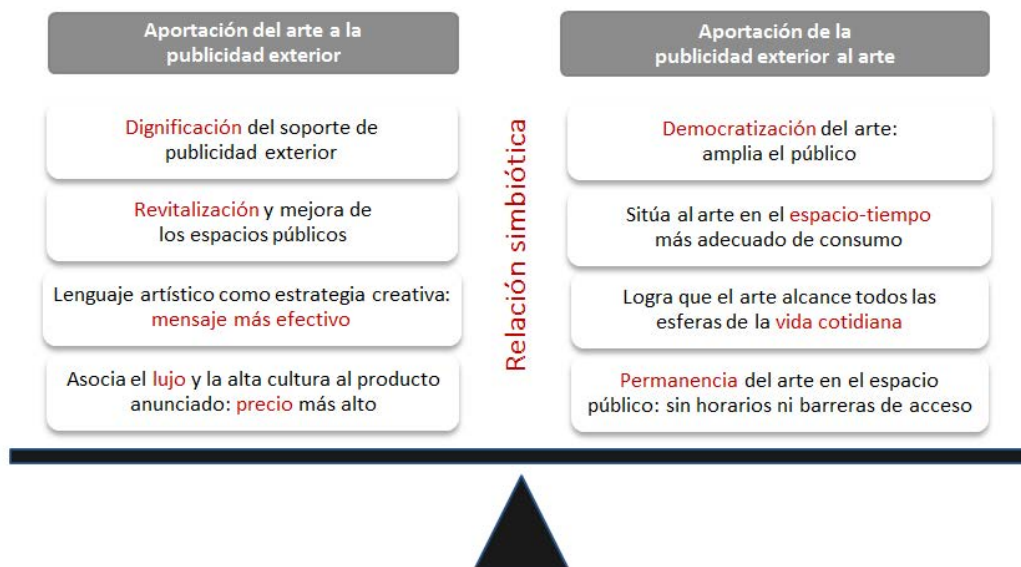 Aportación del arte a la
publicidad exterior
Dignificación del soporte de
publicidad exterior
Revitalización y mejora de
los espacios públicos
Lenguaje artístico como estrategia creativa:
mensaje más efectivo
Asocia el lujo y la alta cultura al producto
anunciado: precio más alto
Relación simbiótica
Aportación de la
publicidad exterior al arte
Democratización del arte:
amplia el público
Sitúa al arte en el espacio-tiempo
más adecuado de consumo
Logra que el arte alcance todos las
esferas de la vida cotidiana
Permanencia del arte en el espacio
público: sin horarios ni barreras de acceso